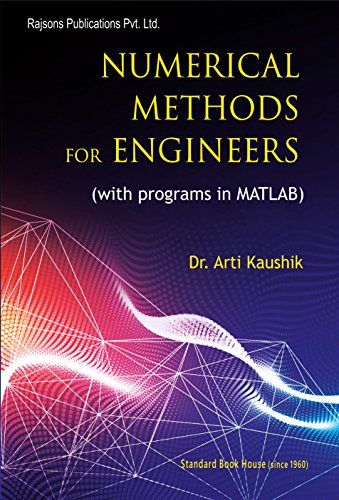 Rajsons Publications Pvt. Ltd.
NUMERICAL
METHODS
FOR ENGINEERS
(with programs in MATLAB)
Dr. Arti Kaushik
Standard Book House (since 1960)